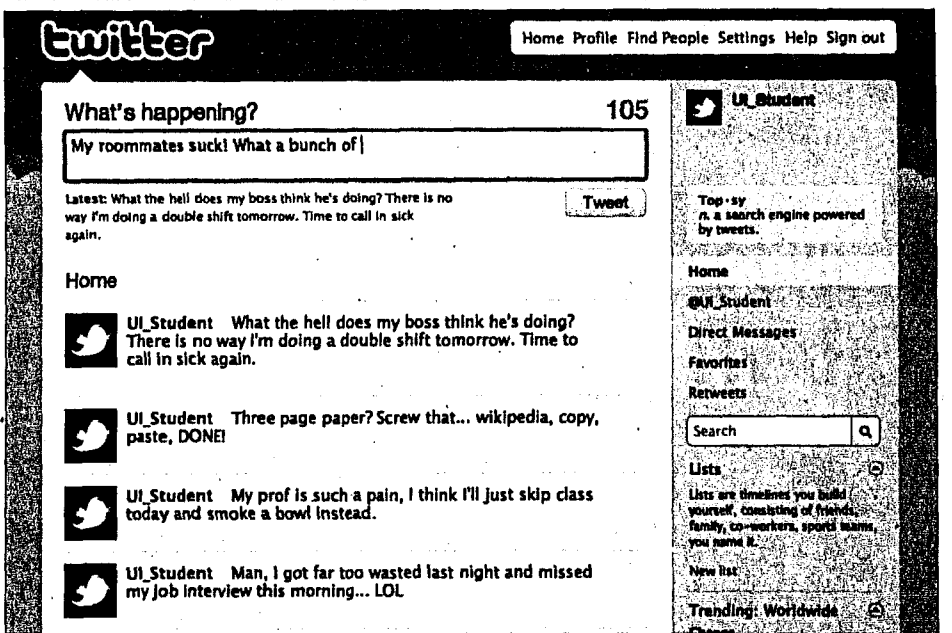 twitter
Home Profile Find People Settings Help Sign out
What's happening?
105
My roommates suck! What a bunch of
Latest: What the hell does my boss think he's doing? There is no
way I'm doing a double shift tomorrow. Time to call in sick
again.
Tweet
Home
UI_Student What the hell does my boss think he's doing?
There is no way I'm doing a double shift tomorrow. Time to
call in sick again.
UI_Student Three page paper? Screw that... wikipedia, copy,
paste, DONE!
UI_Student My prof is such a pain, I think I'll just skip class
today and smoke a bowl instead.
UI_Student Man, I got far too wasted last night and missed
my job interview this morning... LOL
UI_Student
Top·sy
n. a search engine powered
by tweets.
Home
@UI_Student
Direct Messages
Favorites
Retweets
Search
Lists
Lists are timelines you build
yourself, consisting of friends,
family, co-workers, sports teams,
you name it.
New list
Trending: Worldwide